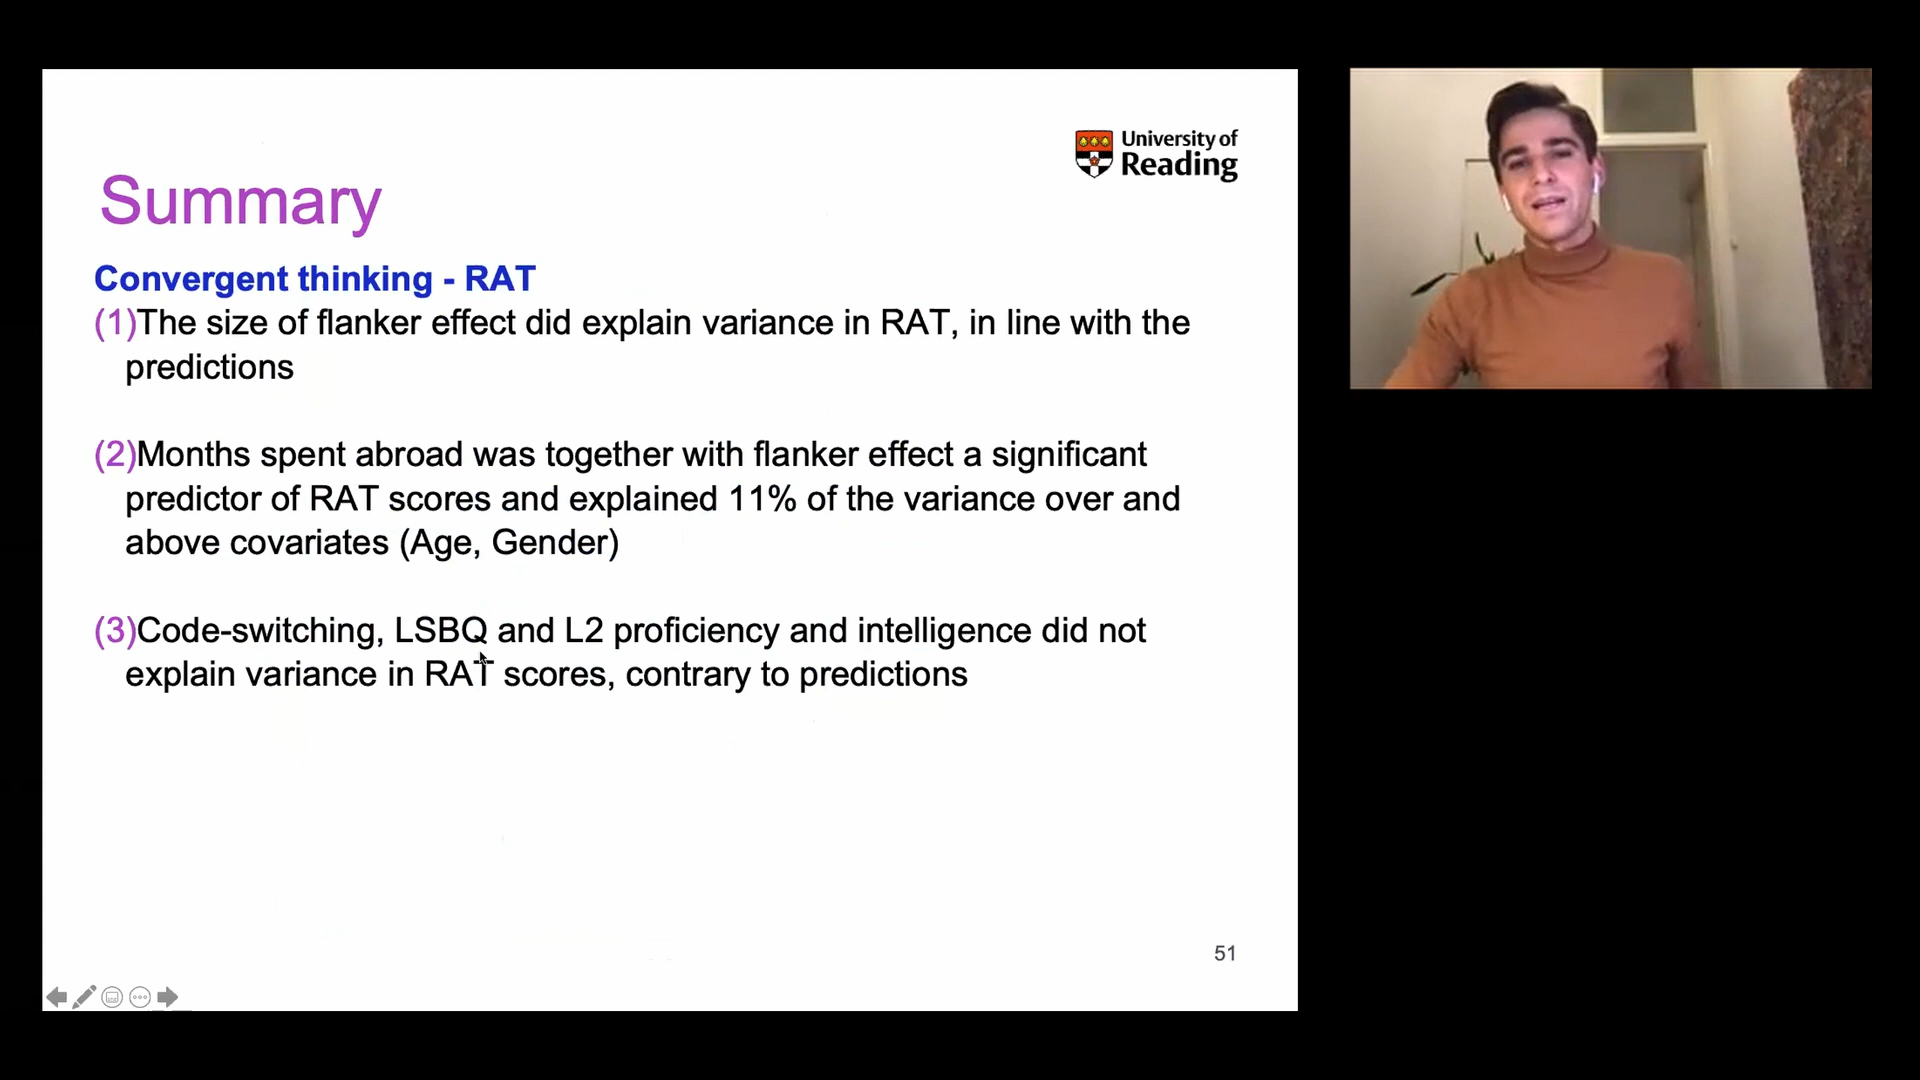 University of
Reading
Summary
Convergent thinking - RAT
(1)The size of flanker effect did explain variance in RAT, in line with the
predictions
(2)Months spent abroad was together with flanker effect a significant
predictor of RAT scores and explained 11% of the variance over and
above covariates (Age, Gender)
(3)Code-switching, LSBQ and L2 proficiency and intelligence did not
explain variance in RAT scores, contrary to predictions
51